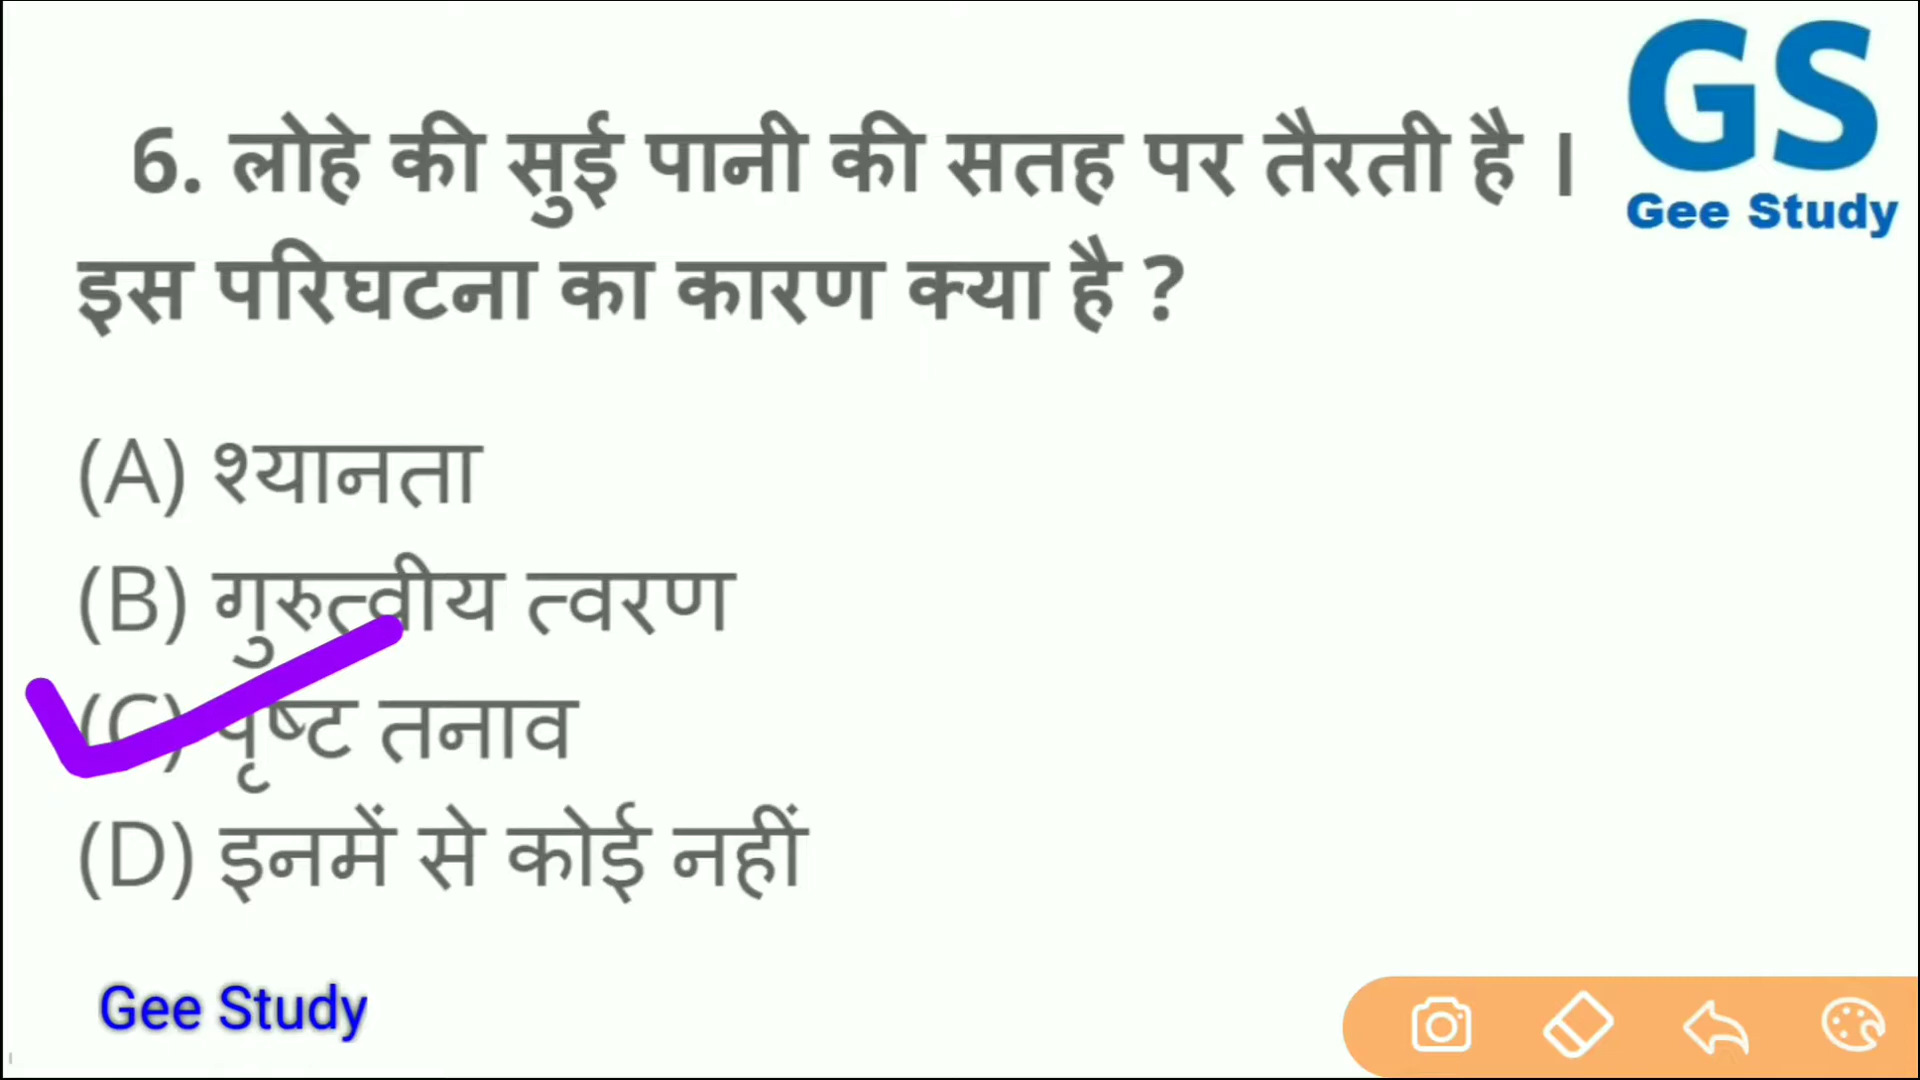 GS
Gee Study
6. लोहे की सुई पानी की सतह पर तैरती है ।
इस परिघटना का कारण क्या है ?
(A) श्यानता
(B) गुरुत्वीय त्वरण
(C) पृष्ट तनाव
(D) इनमें से कोई नहीं
Gee Study